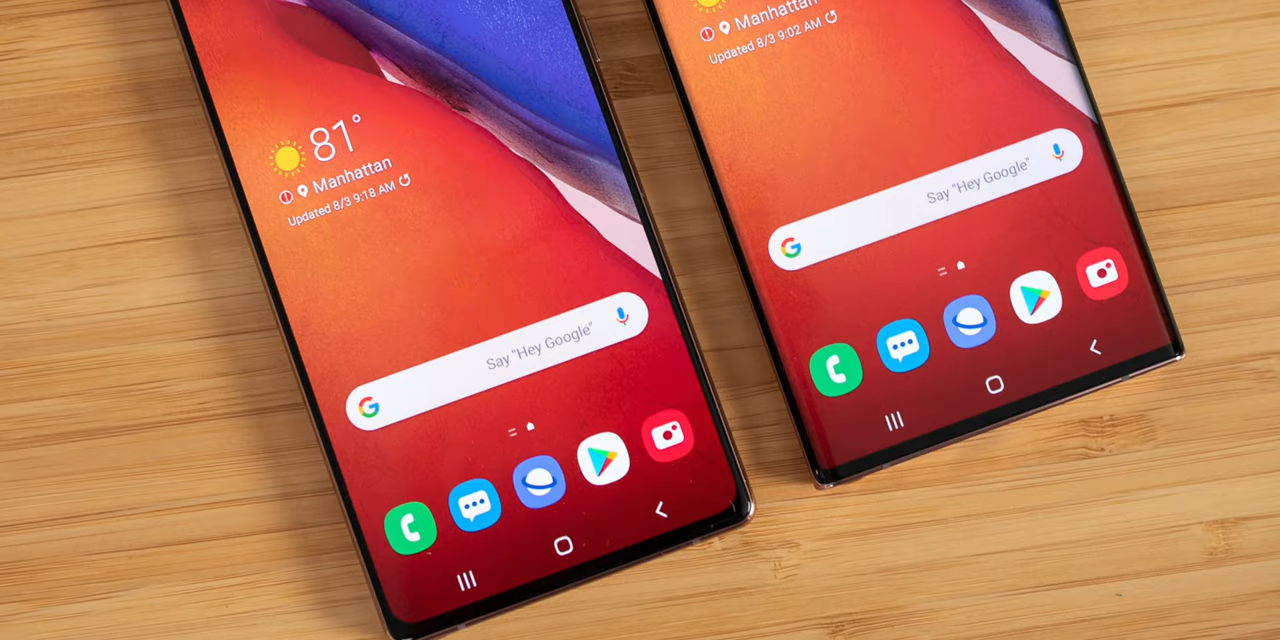 81°
Manhattan
Updated 8/3 9:18 AM
Say "Hey Google"
Manhattan
Updated 8/3 9:02 AM
Say "Hey Google"